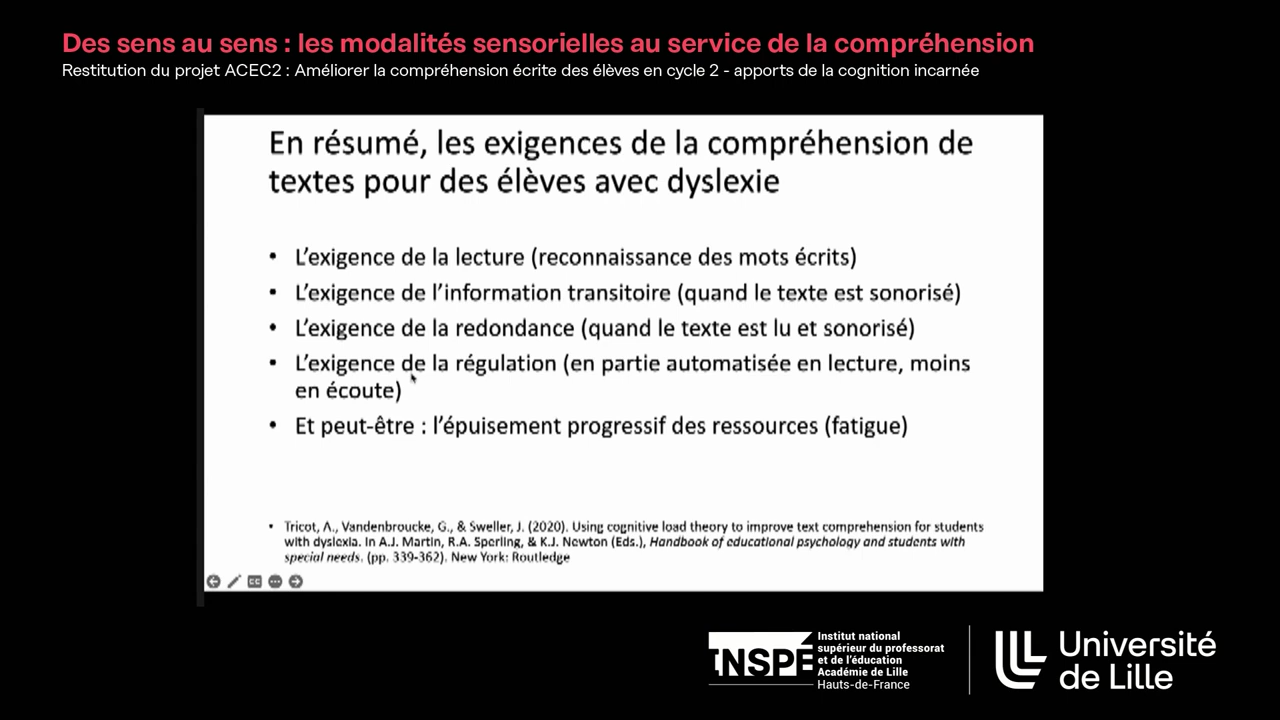 Des sens au sens : les modalités sensorielles au service de la compréhension
Restitution du projet ACEC2 : Améliorer la compréhension écrite des élèves en cycle 2 - apports de la cognition incarnée
En résumé, les exigences de la compréhension de
textes pour des élèves avec dyslexie
• L’exigence de la lecture (reconnaissance des mots écrits)
• L’exigence de l’information transitoire (quand le texte est sonorisé)
• L’exigence de la redondance (quand le texte est lu et sonorisé)
• L’exigence de la régulation (en partie automatisée en lecture, moins
en écoute)
• Et peut-être : l’épuisement progressif des ressources (fatigue)
• Tricot, A., Vandenbroucke, G., & Sweller, J. (2020). Using cognitive load theory to improve text comprehension for students
with dyslexia. In A.J. Martin, R.A. Sperling, & K.J. Newton (Eds.), Handbook of educational psychology and students with
special needs. (pp. 339-362). New York: Routledge
CC
INSPÉ
Institut national
supérieur du professorat
et de l’éducation
Académie de Lille
Hauts-de-France
Université
de Lille